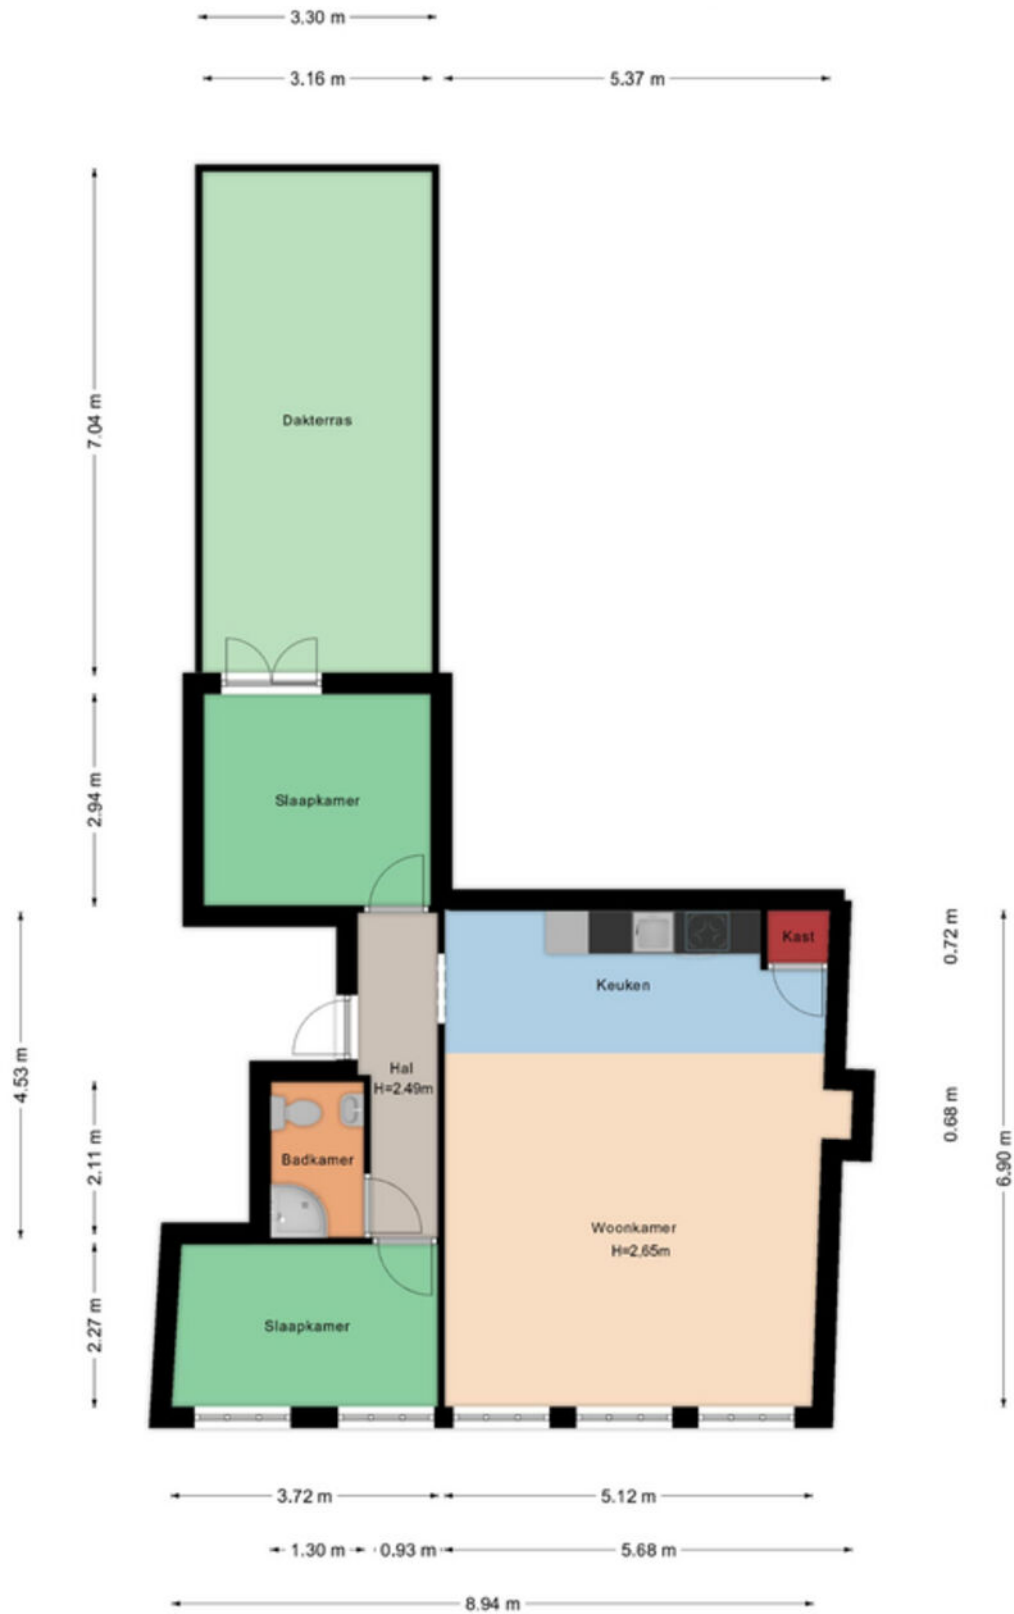 3.30 m
3.16 m
5.37 m
7.04 m
Dakterras
2.94 m
Slaapkamer
0.72 m
Kast
Keuken
4.53 m
Hal
H=2.49m
0.68 m
2.11 m
Badkamer
6.90 m
Woonkamer
H=2,65m
2.27 m
Slaapkamer
3.72 m
5.12 m
1.30 m
0.93 m
5.68 m
8.94 m